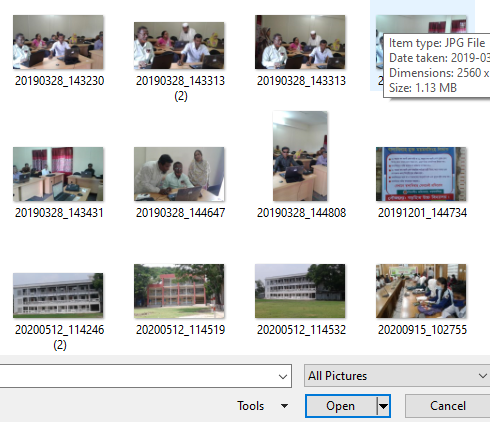 Item type: JPG File
Date taken: 2019-03
Dimensions: 2560 x
Size: 1.13 MB
20190328_143230
20190328_143313
(2)
20190328_143313
20190328_143431
20190328_144647
20190328_144808
20191201_144734
20200512_114246
(2)
20200512_114519
20200512_114532
20200915_102755
All Pictures
Tools
Open
Cancel